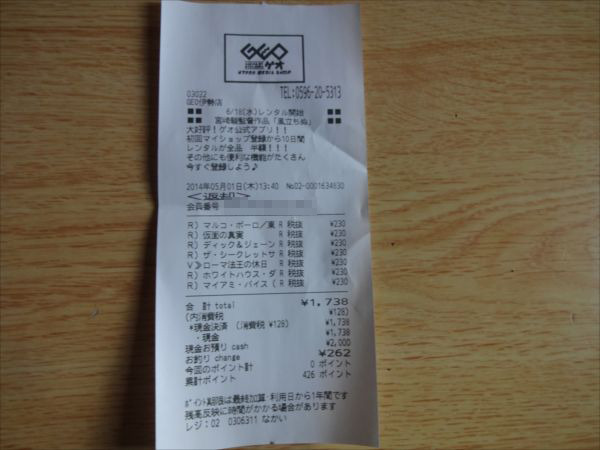 GEO
ゲオ
HYPER MEDIA SHOP
03022 TEL:0596-20-5313
GEO伊勢店
■■ 6/18(水)レンタル開始 ■■
■■ 宮崎駿監督作品「風立ちぬ」 ■■
大好評!ゲオ公式アプリ!!
初回マイショップ登録から10日間
レンタルが全品 半額!!!
その他にも便利な機能がたくさん
今すぐ登録しよう♪
2014年05月01日(木)13:40 No02-0001634630
<返却>
会員番号
R) マルコ・ポーロ/東 R 税抜 ¥230
R) 仮面の真実 R 税抜 ¥230
R) ディック&ジェーン R 税抜 ¥230
R) ザ・シークレットサ R 税抜 ¥230
V》ローマ法王の休日 R 税抜 ¥230
R) ホワイトハウス・ダ R 税抜 ¥230
R) マイアミ・バイス( R 税抜 ¥230
合 計 total ¥1,738
(内消費税 ¥128)
*現金決済 (消費税 ¥128) ¥1,738
・現金 ¥1,738
現金お預り cash ¥2,000
お釣り change ¥262
今回のポイント計 0 ポイント
累計ポイント 426 ポイント
ポイント期限は最終加算・利用日から1年間です
残高反映に時間がかかる場合があります
レジ:02 0306311 なかい